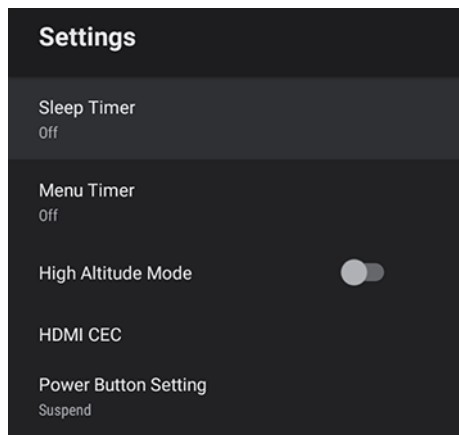 Settings
Sleep Timer
Off
Menu Timer
Off
High Altitude Mode
HDMI CEC
Power Button Setting
Suspend